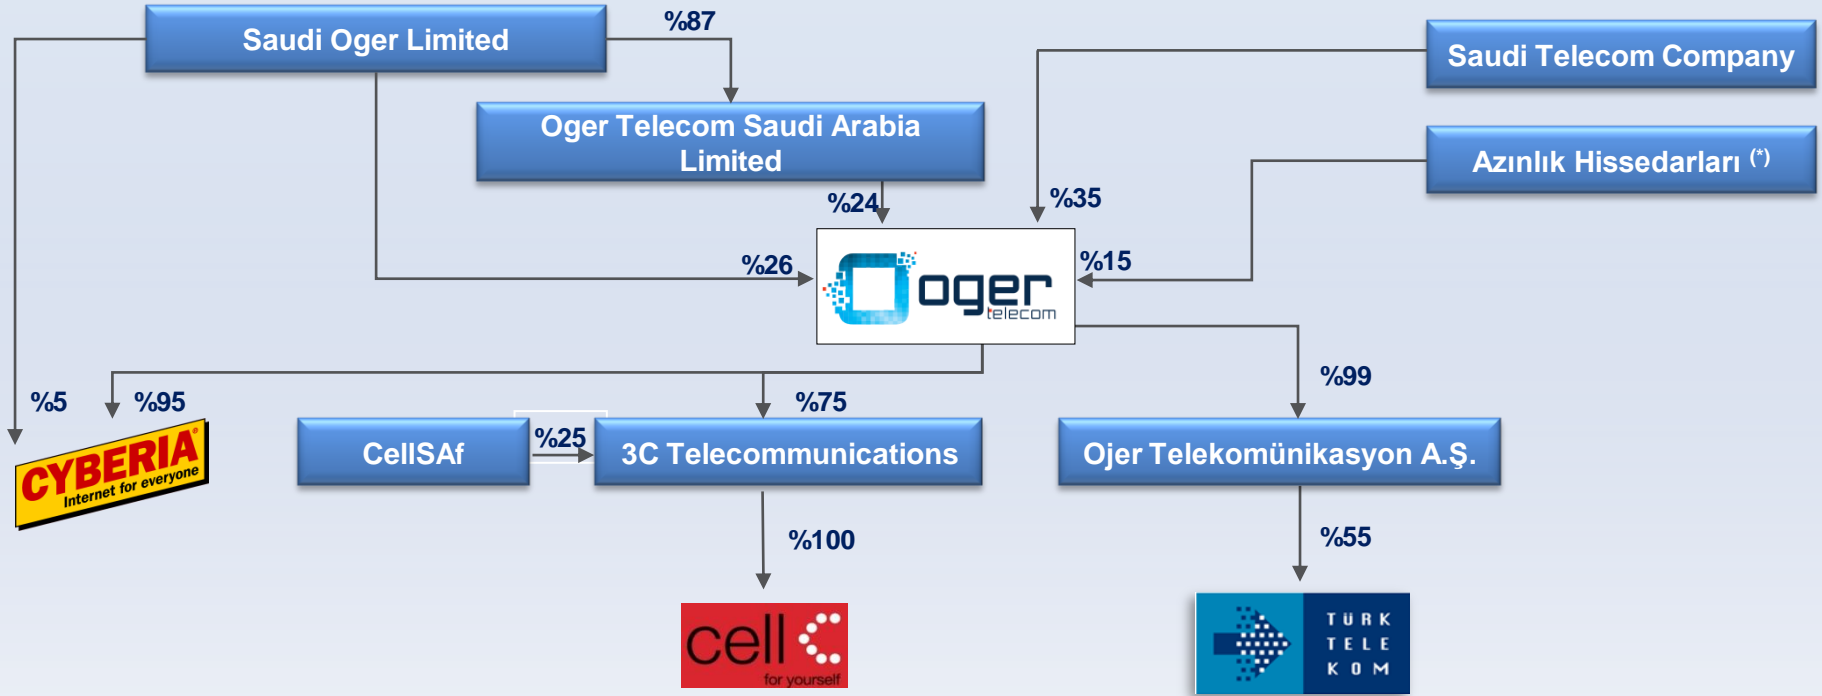 Saudi Oger Limited
%87
Saudi Telecom Company
Oger Telecom Saudi Arabia
Limited
Azınlık Hissedarları (*)
%24
%35
%26
%15
oger
telecom
%5
%95
%75
%99
CYBERIA®
Internet for everyone
CellSAf
%25
3C Telecommunications
Ojer Telekomünikasyon A.Ş.
%100
%55
cell C
for yourself
TÜRK
TELE
KOM